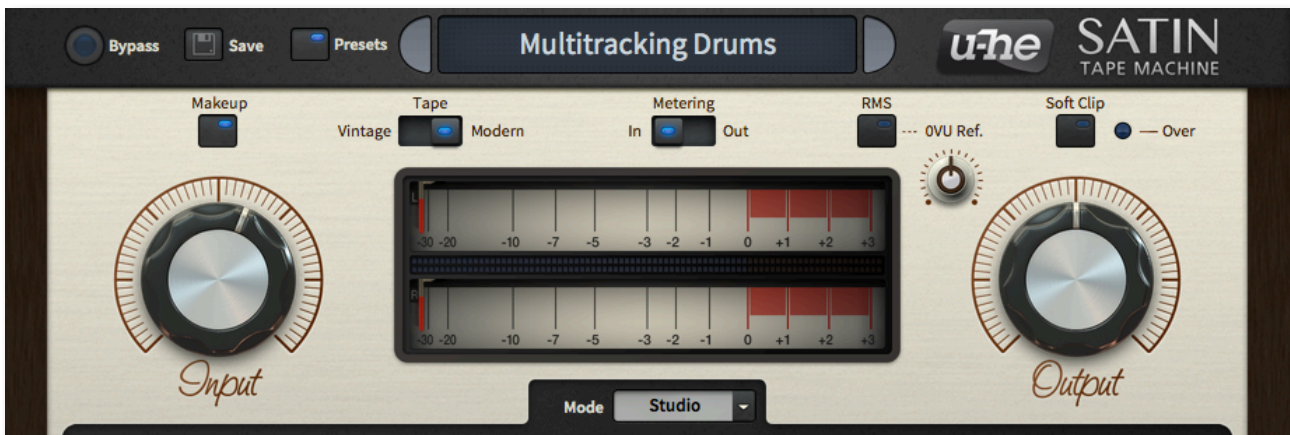 Bypass Save Presets Multitracking Drums u-he SATIN
TAPE MACHINE
Makeup Tape Metering RMS Soft Clip
Vintage Modern In Out --- 0VU Ref. — Over
L
-30 -20 -10 -7 -5 -3 -2 -1 0 +1 +2 +3
R
-30 -20 -10 -7 -5 -3 -2 -1 0 +1 +2 +3
Input Output
Mode Studio